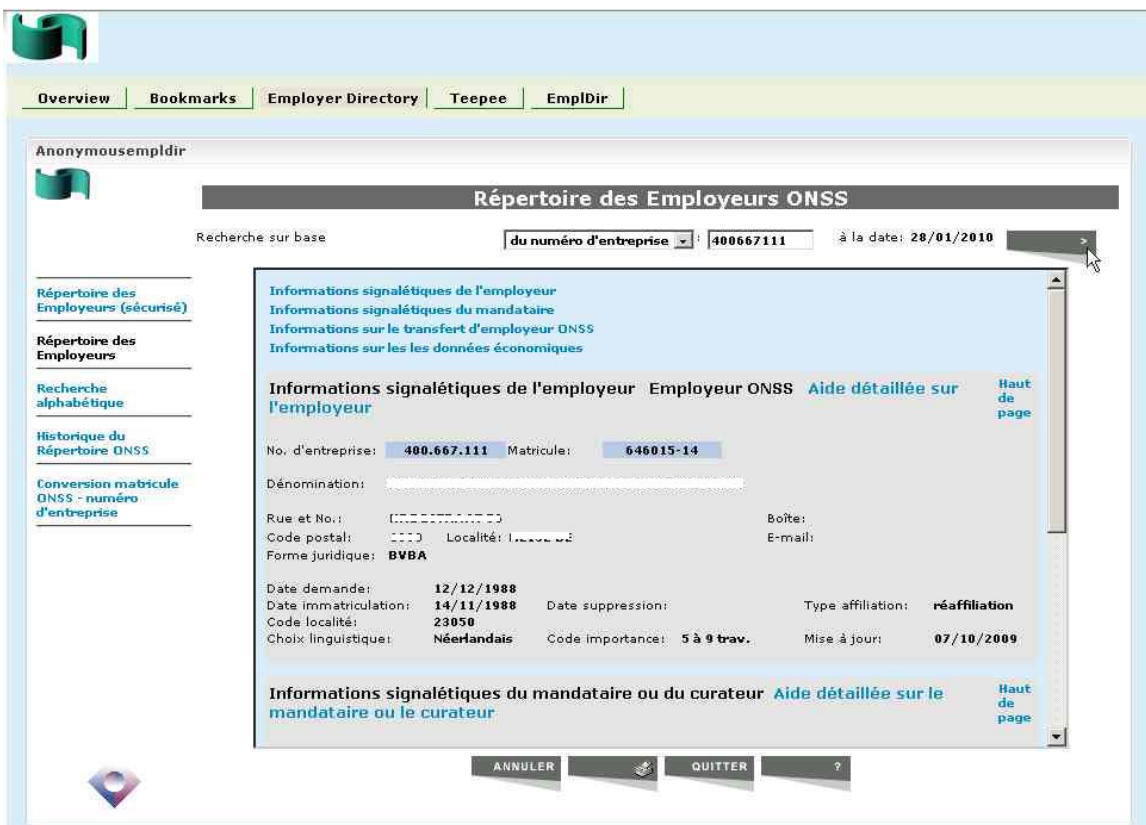 Overview Bookmarks Employer Directory Teepee EmplDir
Anonymousempldir
Répertoire des Employeurs ONSS
Recherche sur base du numéro d'entreprise : 400667111 à la date: 28/01/2010 >
Répertoire des
Employeurs (sécurisé)
Répertoire des
Employeurs
Recherche
alphabétique
Historique du
Répertoire ONSS
Conversion matricule
ONSS - numéro
d'entreprise
Informations signalétiques de l'employeur
Informations signalétiques du mandataire
Informations sur le transfert d'employeur ONSS
Informations sur les les données économiques
Informations signalétiques de l'employeur Employeur ONSS Aide détaillée sur
l'employeur
Haut
de
page
No. d'entreprise: 400.667.111 Matricule: 646015-14
Dénomination:
Rue et No.: Boîte:
Code postal: Localité: E-mail:
Forme juridique: BVBA
Date demande: 12/12/1988
Date immatriculation: 14/11/1988 Date suppression: Type affiliation: réaffiliation
Code localité: 23050
Choix linguistique: Néerlandais Code importance: 5 à 9 trav. Mise à jour: 07/10/2009
Informations signalétiques du mandataire ou du curateur Aide détaillée sur le
mandataire ou le curateur
Haut
de
page
ANNULER QUITTER ?